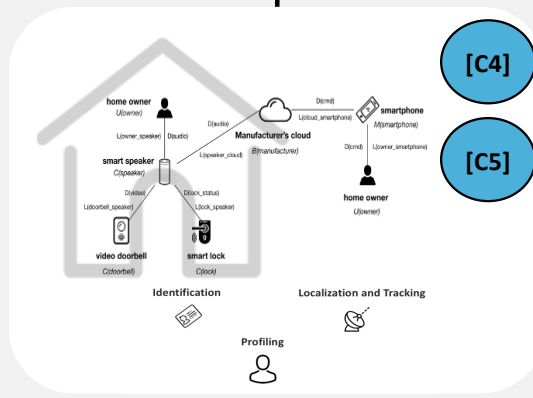 [C4]
[C5]
home owner
U(owner)
L(owner_speaker) D(audio)
smart speaker
C(speaker)
D(audio)
L(speaker_cloud)
Manufacturer's cloud
B(manufacturer)
D(cmd)
L(cloud_smartphone)
smartphone
M(smartphone)
D(cmd) L(owner_smartphone)
home owner
U(owner)
D(video) D(lock_status)
L(doorbell_speaker) L(lock_speaker)
video doorbell
C(doorbell)
smart lock
C(lock)
Identification
Localization and Tracking
Profiling